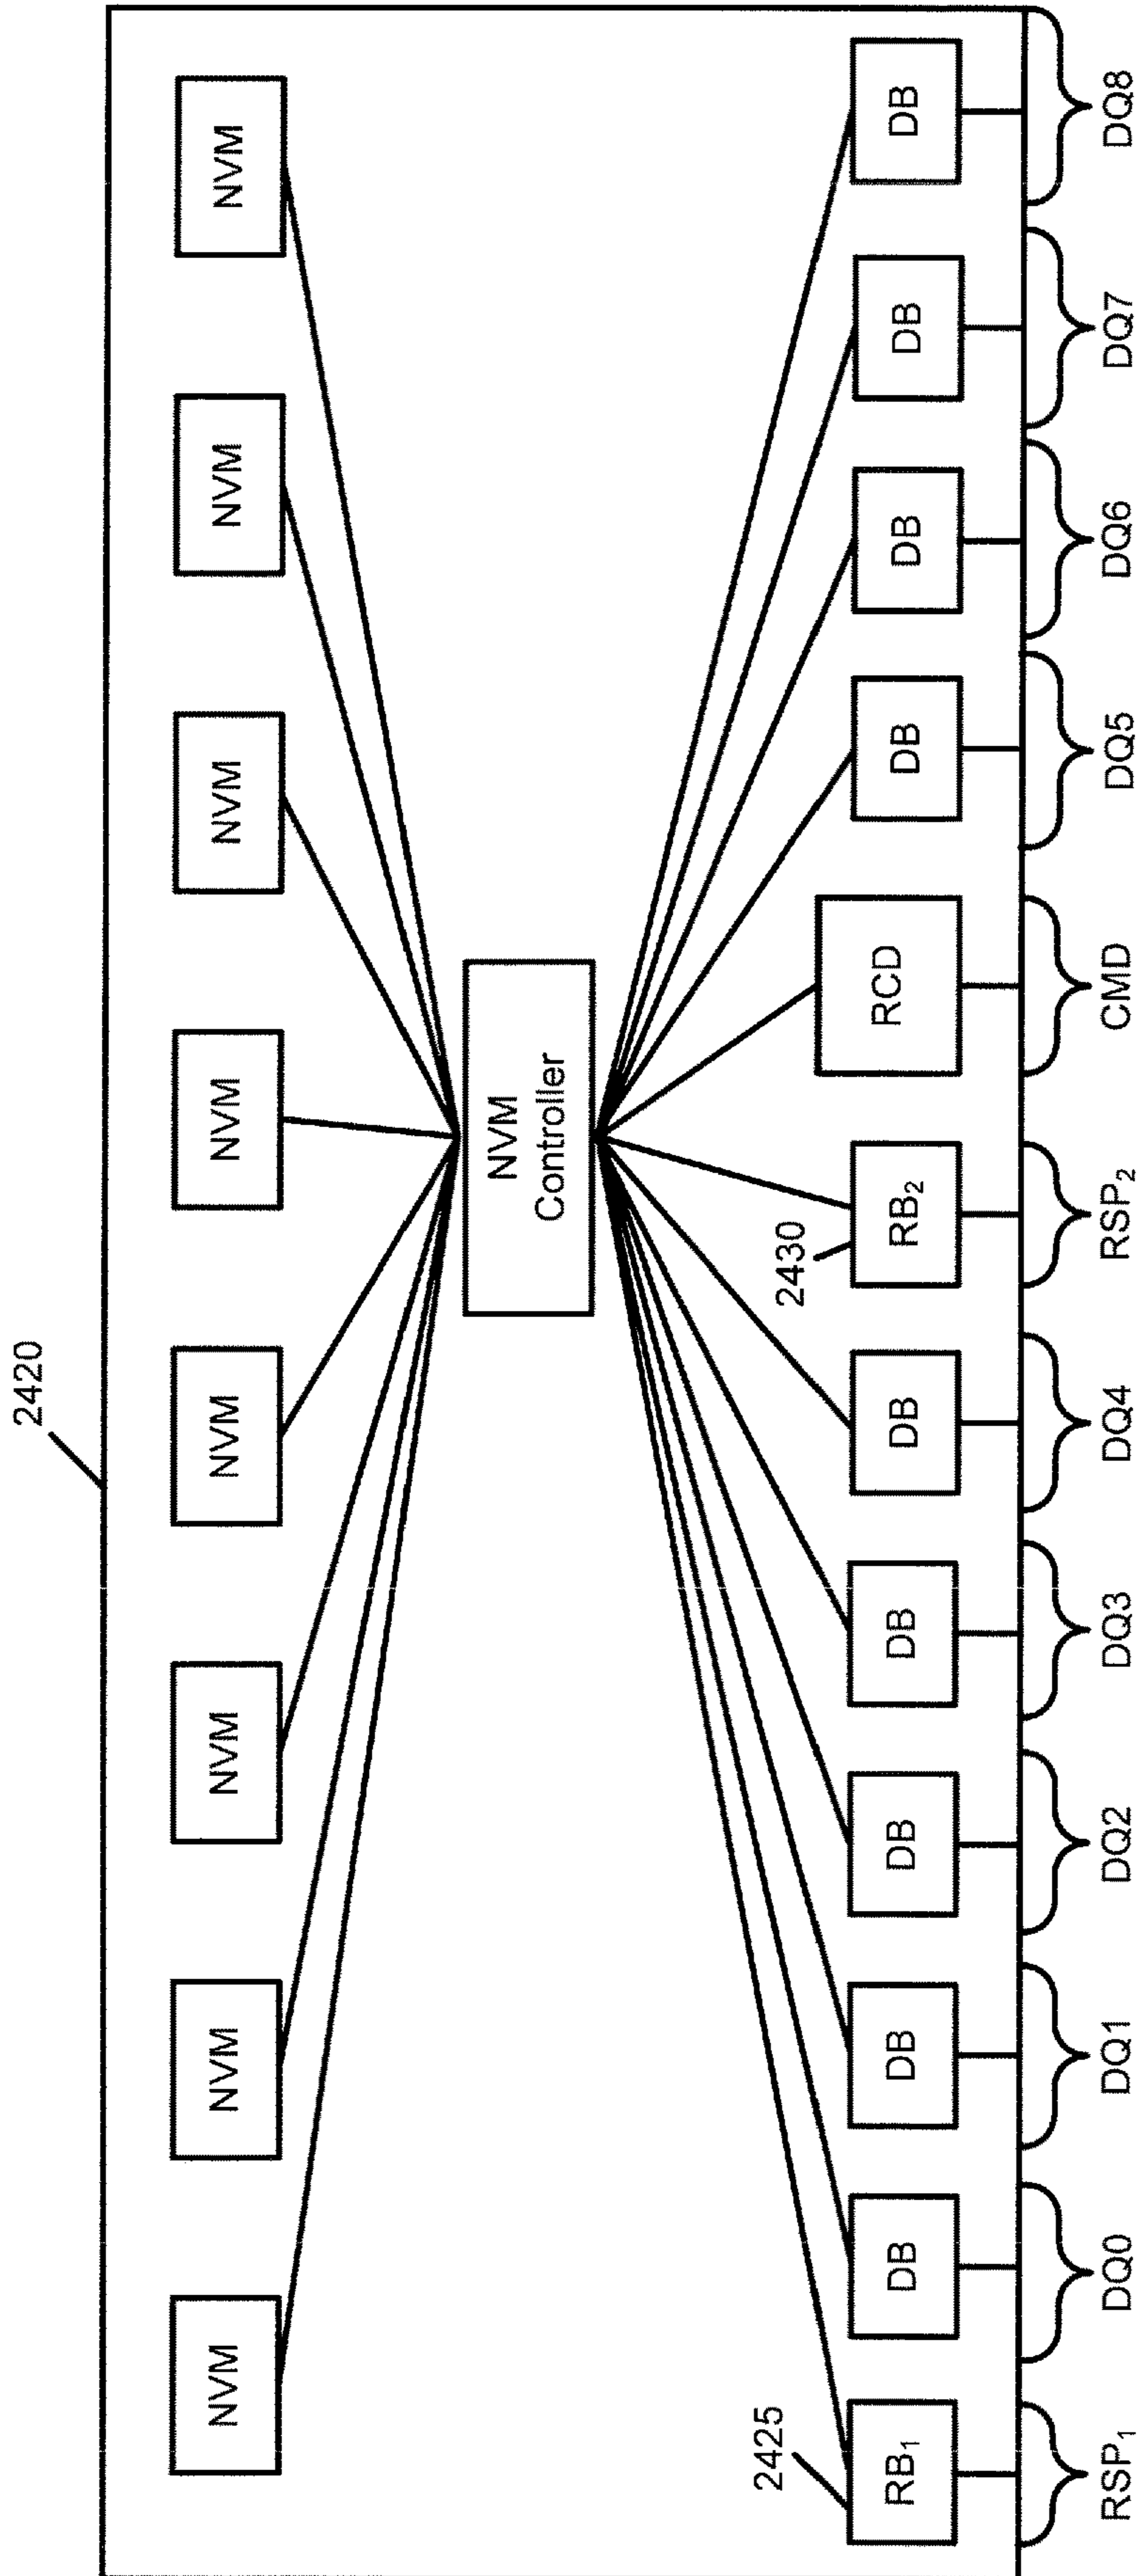 2420
NVM
NVM
NVM
NVM
NVM
NVM
NVM
NVM
NVM
Controller
2425
2430
RB₁
DB
DB
DB
DB
DB
RB₂
RCD
DB
DB
DB
DB
RSP₁
DQ0
DQ1
DQ2
DQ3
DQ4
RSP₂
CMD
DQ5
DQ6
DQ7
DQ8